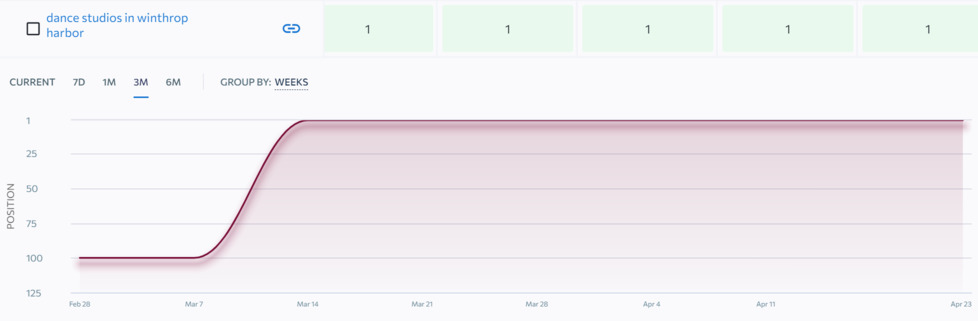 dance studios in winthrop
harbor
1 1 1 1 1
CURRENT 7D 1M 3M 6M GROUP BY: WEEKS
1
25
50
75
100
125
POSITION
Feb 28 Mar 7 Mar 14 Mar 21 Mar 28 Apr 4 Apr 11 Apr 23